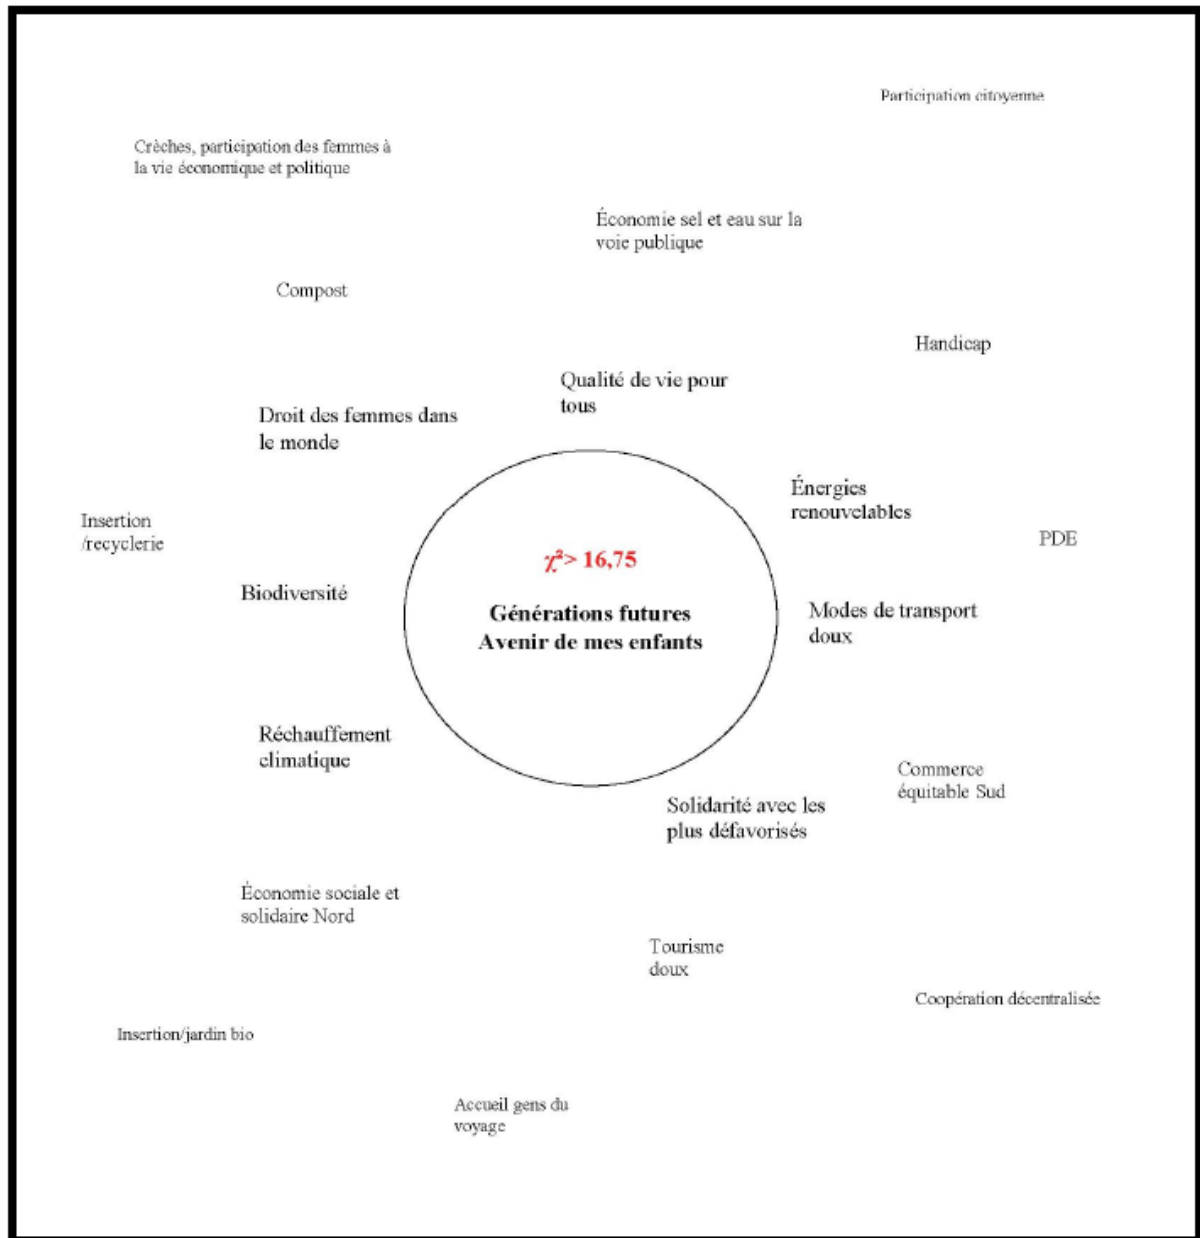 Participation citoyenne
Crèches, participation des femmes à
la vie économique et politique
Économie sel et eau sur la
voie publique
Compost
Handicap
Qualité de vie pour
tous
Droit des femmes dans
le monde
Énergies
renouvelables
Insertion
/recyclerie
PDE
χ²> 16,75
Biodiversité
Générations futures
Avenir de mes enfants
Modes de transport
doux
Réchauffement
climatique
Commerce
équitable Sud
Solidarité avec les
plus défavorisés
Économie sociale et
solidaire Nord
Tourisme
doux
Coopération décentralisée
Insertion/jardin bio
Accueil gens du
voyage